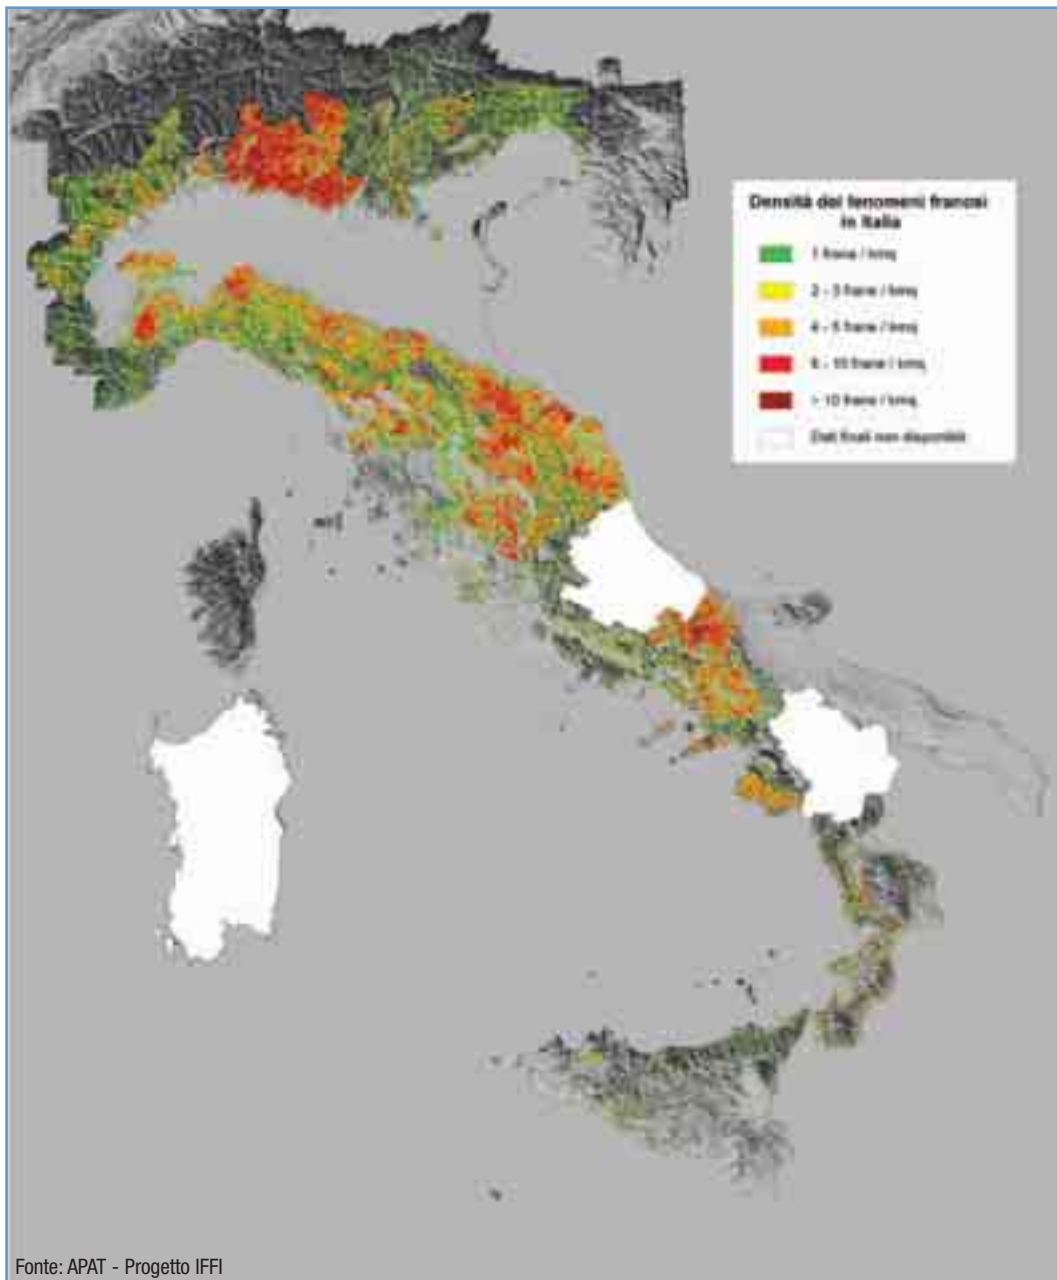 Densità dei fenomeni franosi
in Italia
1 frana / kmq
2 - 3 frane / kmq
4 - 5 frane / kmq
6 - 10 frane / kmq
> 10 frane / kmq
Dati finali non disponibili
Fonte: APAT - Progetto IFFI